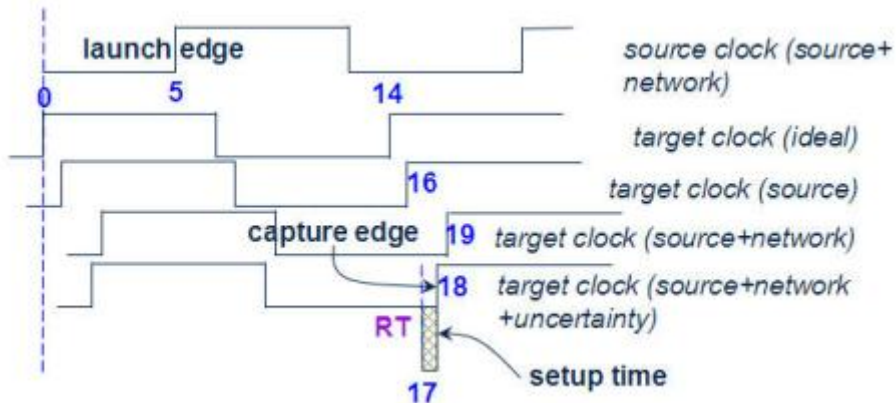 launch edge
source clock (source+
network)
0
5
14
target clock (ideal)
16
target clock (source)
capture edge
19
target clock (source+network)
18
target clock (source+network
+uncertainty)
RT
setup time
17